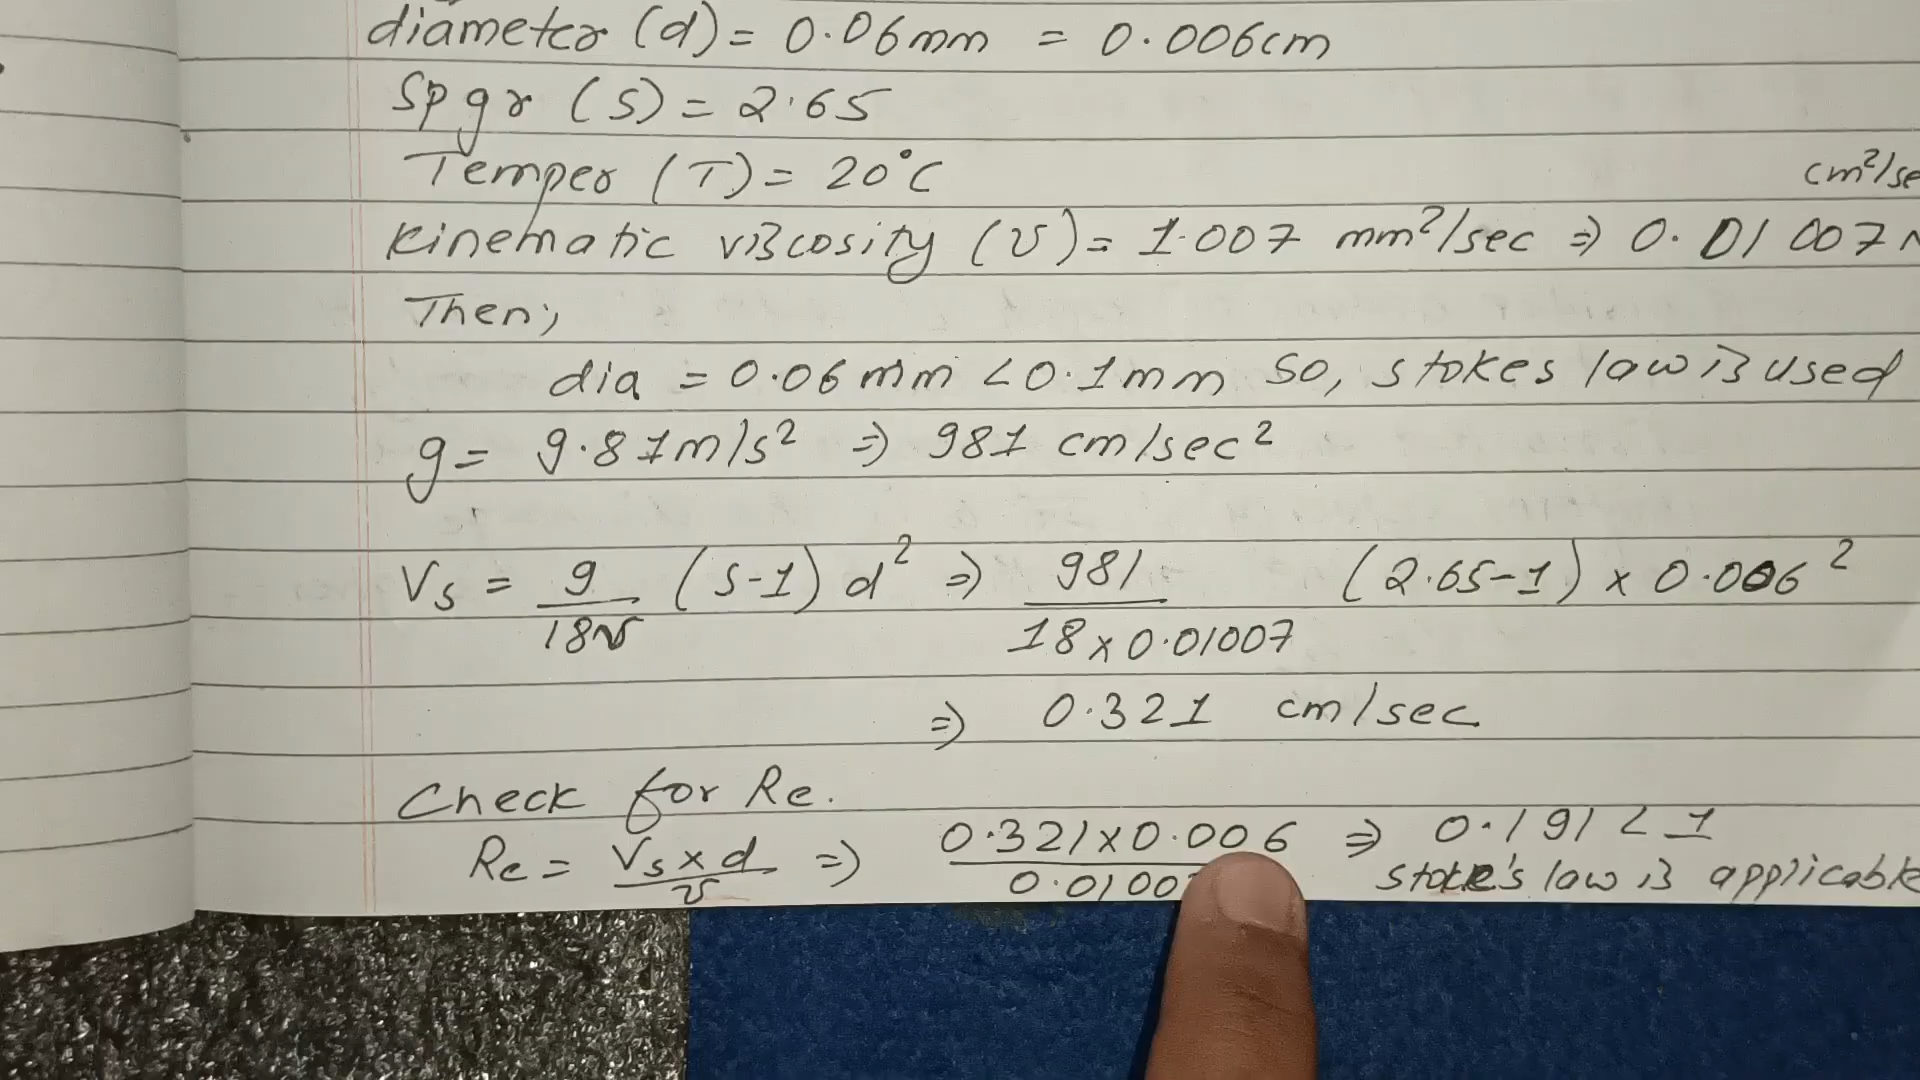 diameter (d) = 0.06mm = 0.006cm
Sp gr (S) = 2.65
Temper (T) = 20°C
cm²/se
kinematic viscosity (υ) = 1.007 mm²/sec ⇒ 0.01007
Then;
dia = 0.06 mm < 0.1mm so, stokes law is used
g = 9.81m/s² ⇒ 981 cm/sec²
Vs = g/18υ (S-1) d² ⇒ 981/18×0.01007 (2.65-1) × 0.006²
⇒ 0.321 cm/sec
Check for Re.
Re = Vs×d/υ ⇒ 0.321×0.006/0.0100 ⇒ 0.191 < 1
stoke's law is applicable